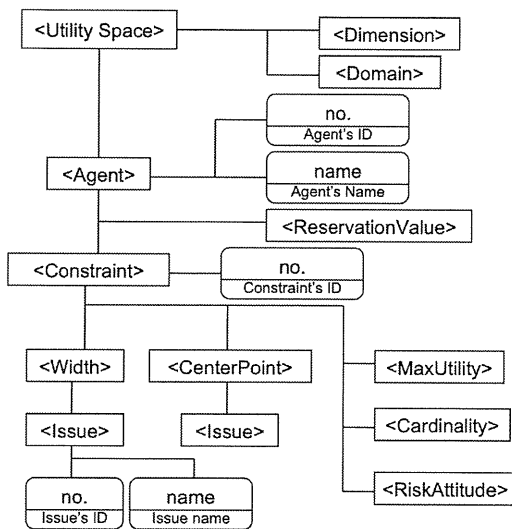 <Utility Space>
<Dimension>
<Domain>
no.
Agent's ID
<Agent>
name
Agent's Name
<ReservationValue>
<Constraint>
no.
Constraint's ID
<Width>
<CenterPoint>
<MaxUtility>
<Issue>
<Issue>
<Cardinality>
no.
Issue's ID
name
Issue name
<RiskAttitude>